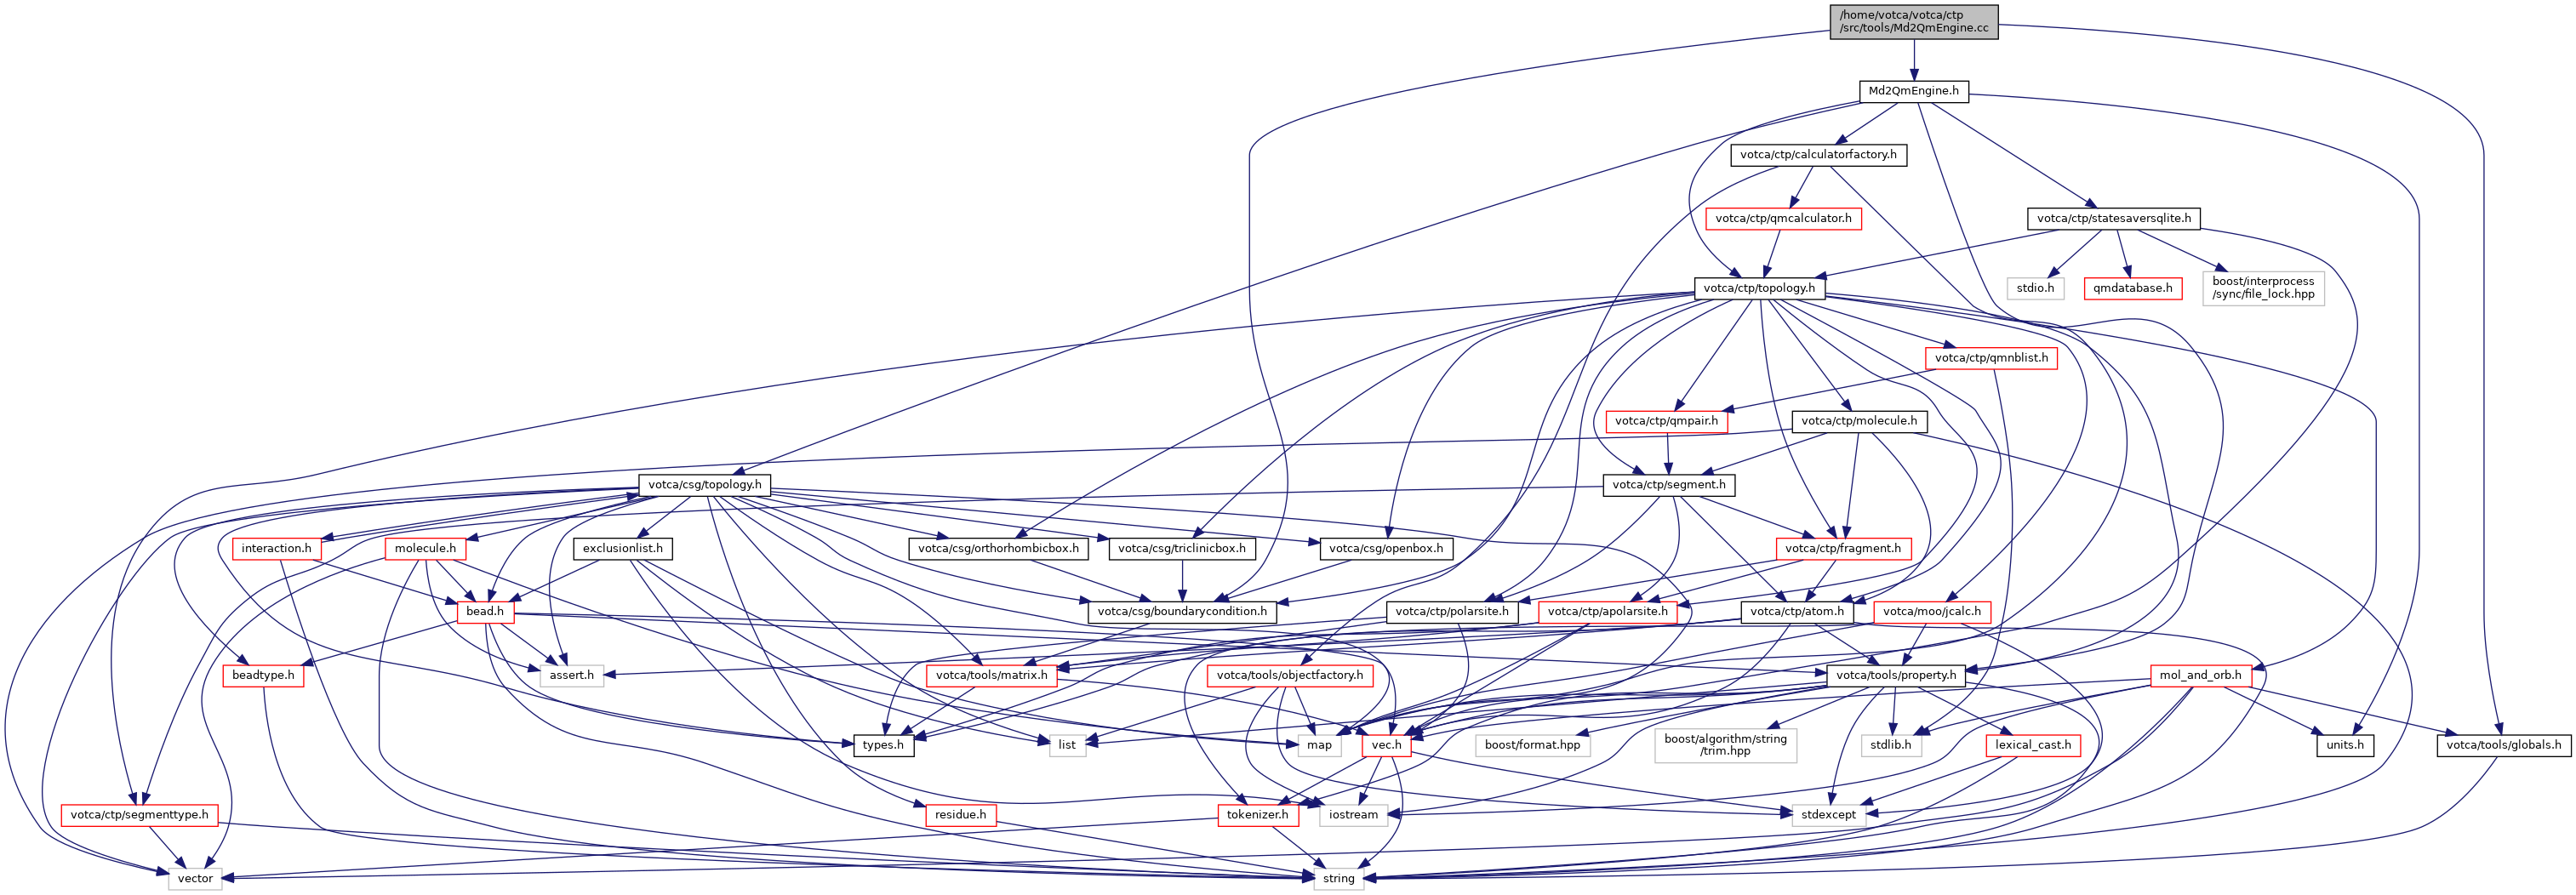 /home/votca/votca/ctp
/src/tools/Md2QmEngine.cc
Md2QmEngine.h
votca/ctp/calculatorfactory.h
votca/ctp/qmcalculator.h
votca/ctp/statesaversqlite.h
votca/ctp/topology.h
stdio.h
qmdatabase.h
boost/interprocess
/sync/file_lock.hpp
votca/ctp/qmnblist.h
votca/ctp/qmpair.h
votca/ctp/molecule.h
votca/csg/topology.h
votca/ctp/segment.h
interaction.h
molecule.h
exclusionlist.h
votca/csg/orthorhombicbox.h
votca/csg/triclinicbox.h
votca/csg/openbox.h
votca/ctp/fragment.h
bead.h
votca/csg/boundarycondition.h
votca/ctp/polarsite.h
votca/ctp/apolarsite.h
votca/ctp/atom.h
votca/moo/jcalc.h
beadtype.h
assert.h
votca/tools/matrix.h
votca/tools/objectfactory.h
votca/tools/property.h
mol_and_orb.h
types.h
list
map
vec.h
boost/format.hpp
boost/algorithm/string
/trim.hpp
stdlib.h
lexical_cast.h
units.h
votca/tools/globals.h
votca/ctp/segmenttype.h
residue.h
tokenizer.h
iostream
stdexcept
vector
string